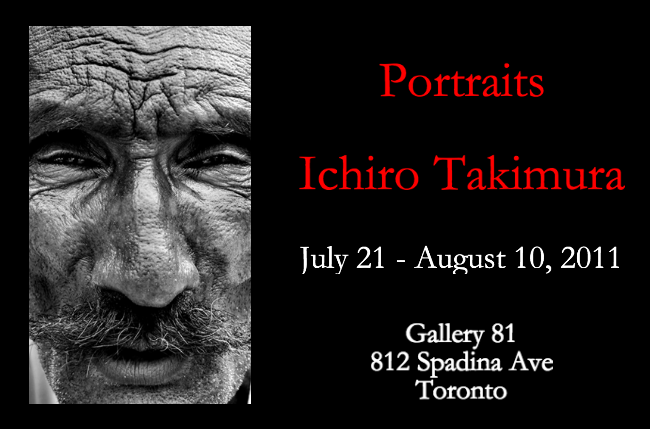 Portraits
Ichiro Takimura
July 21 - August 10, 2011
Gallery 81
812 Spadina Ave
Toronto